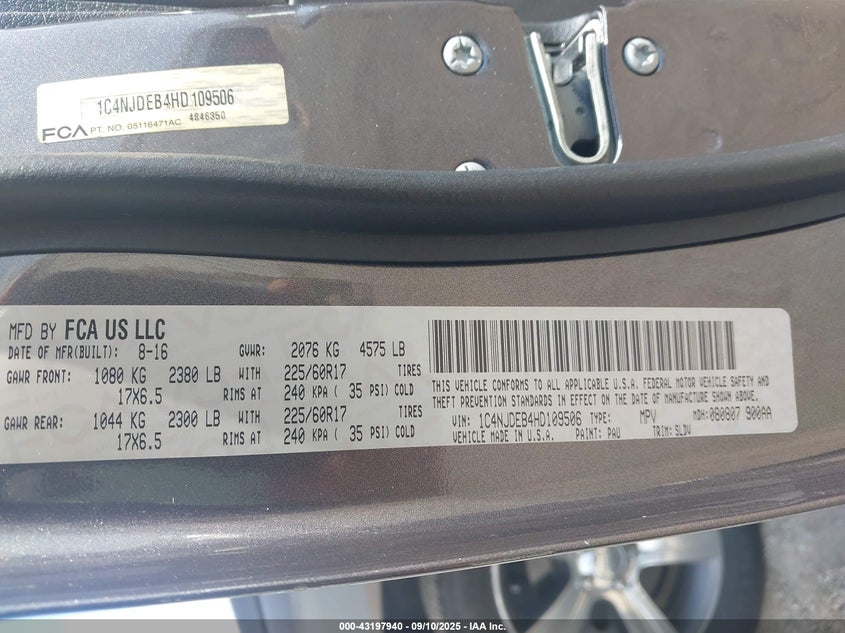 1C4NJDEB4HD109506
FCA PT. NO. 05116471AC 4846350
MFD BY FCA US LLC
DATE OF MFR(BUILT): 8-16 GVWR: 2076 KG 4575 LB
GAWR FRONT: 1080 KG 2380 LB WITH 225/60R17 TIRES
17X6.5 RIMS AT 240 KPA ( 35 PSI) COLD
GAWR REAR: 1044 KG 2300 LB WITH 225/60R17 TIRES
17X6.5 RIMS AT 240 KPA ( 35 PSI) COLD
THIS VEHICLE CONFORMS TO ALL APPLICABLE U.S.A. FEDERAL MOTOR VEHICLE SAFETY AND
THEFT PREVENTION STANDARDS IN EFFECT ON THE DATE OF MANUFACTURE SHOWN ABOVE.
VIN: 1C4NJDEB4HD109506 TYPE: MPV MDH: 080807 900AA
VEHICLE MADE IN U.S.A. PAINT: PAU TRIM: SLDV
000-43197940 - 09/10/2025 - IAA Inc.